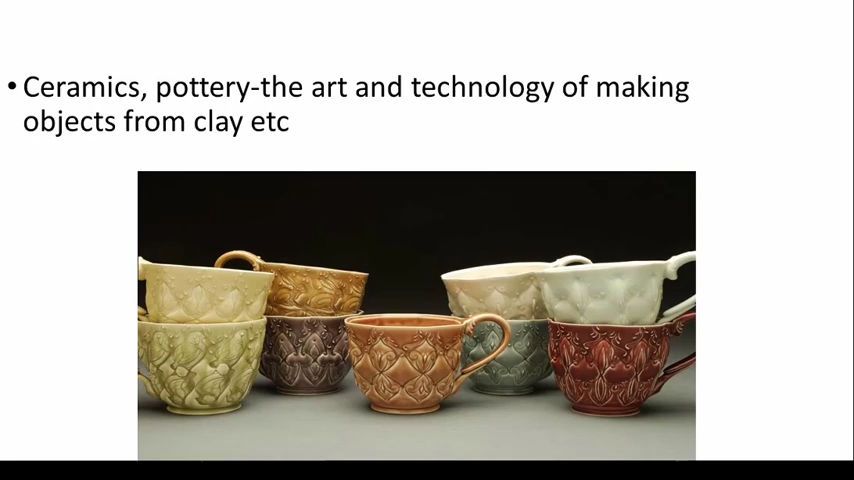 • Ceramics, pottery-the art and technology of making
objects from clay etc